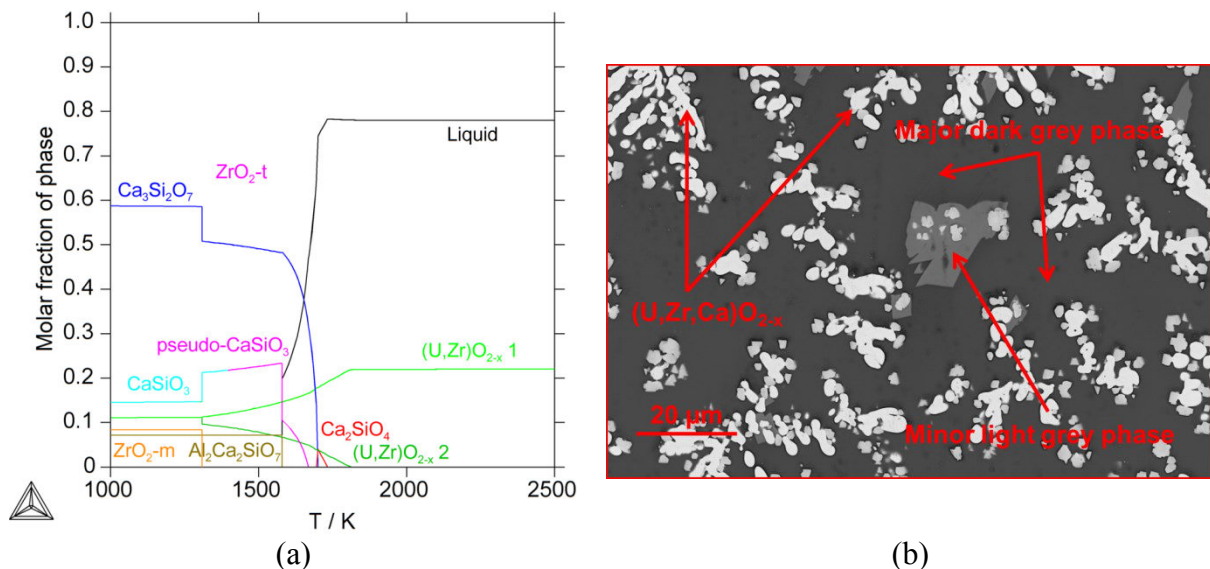 1.0
0.9
0.8
0.7
0.6
0.5
0.4
0.3
0.2
0.1
0
Molar fraction of phase
Liquid
ZrO₂-t
Ca₃Si₂O₇
pseudo-CaSiO₃
(U,Zr)O₂₋ₓ 1
CaSiO₃
Ca₂SiO₄
ZrO₂-m
Al₂Ca₂SiO₇
(U,Zr)O₂₋ₓ 2
1000 1500 2000 2500
T / K
(a)
Major dark grey phase
(U,Zr,Ca)O₂₋ₓ
20 µm
Minor light grey phase
(b)